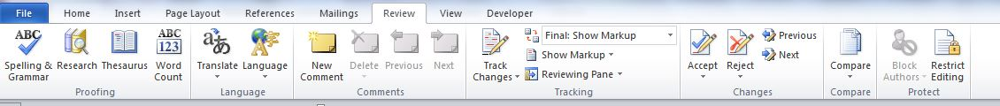 File Home Insert Page Layout References Mailings Review View Developer
ABC
Spelling & Grammar
Research
Thesaurus
ABC
123
Word Count
Proofing
Translate
Language
Language
New Comment
Delete
Previous
Next
Comments
Track Changes
Final: Show Markup
Show Markup
Reviewing Pane
Tracking
Accept
Reject
Previous
Next
Changes
Compare
Compare
Block Authors
Restrict Editing
Protect